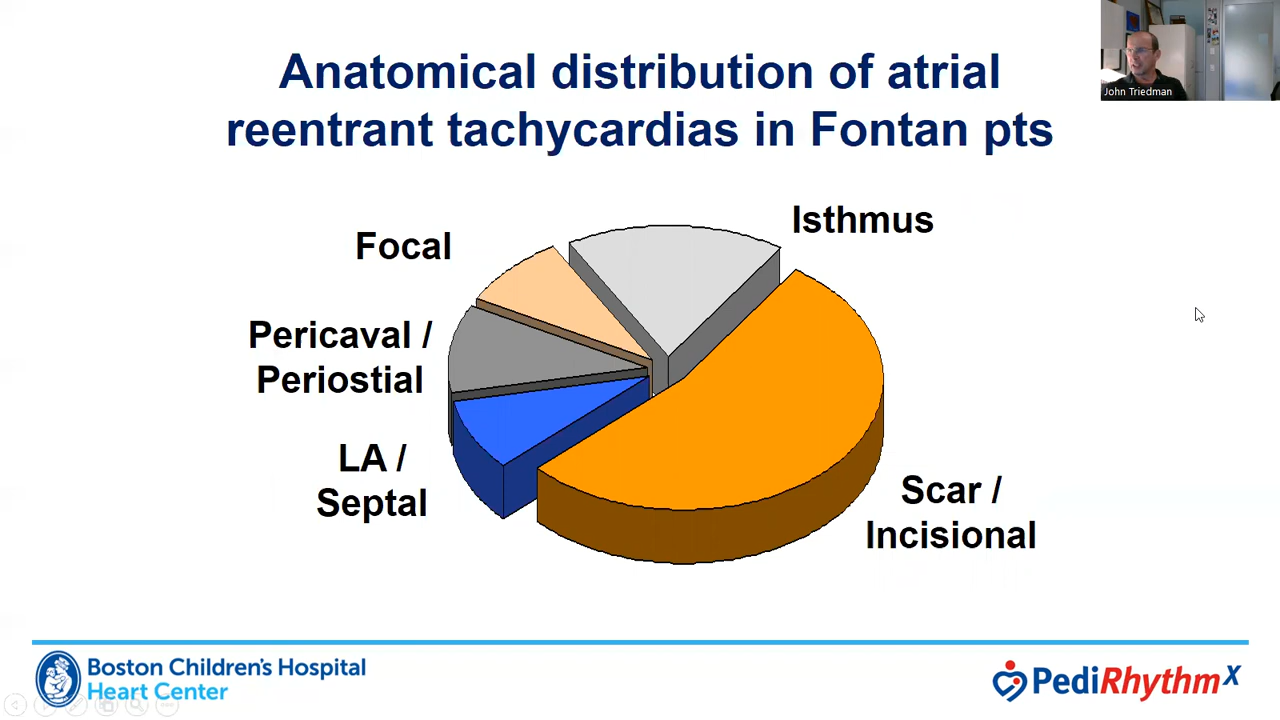 Anatomical distribution of atrial
reentrant tachycardias in Fontan pts
John Triedman
Isthmus
Focal
Pericaval /
Periostial
LA /
Septal
Scar /
Incisional
Boston Children's Hospital
Heart Center
PediRhythmX